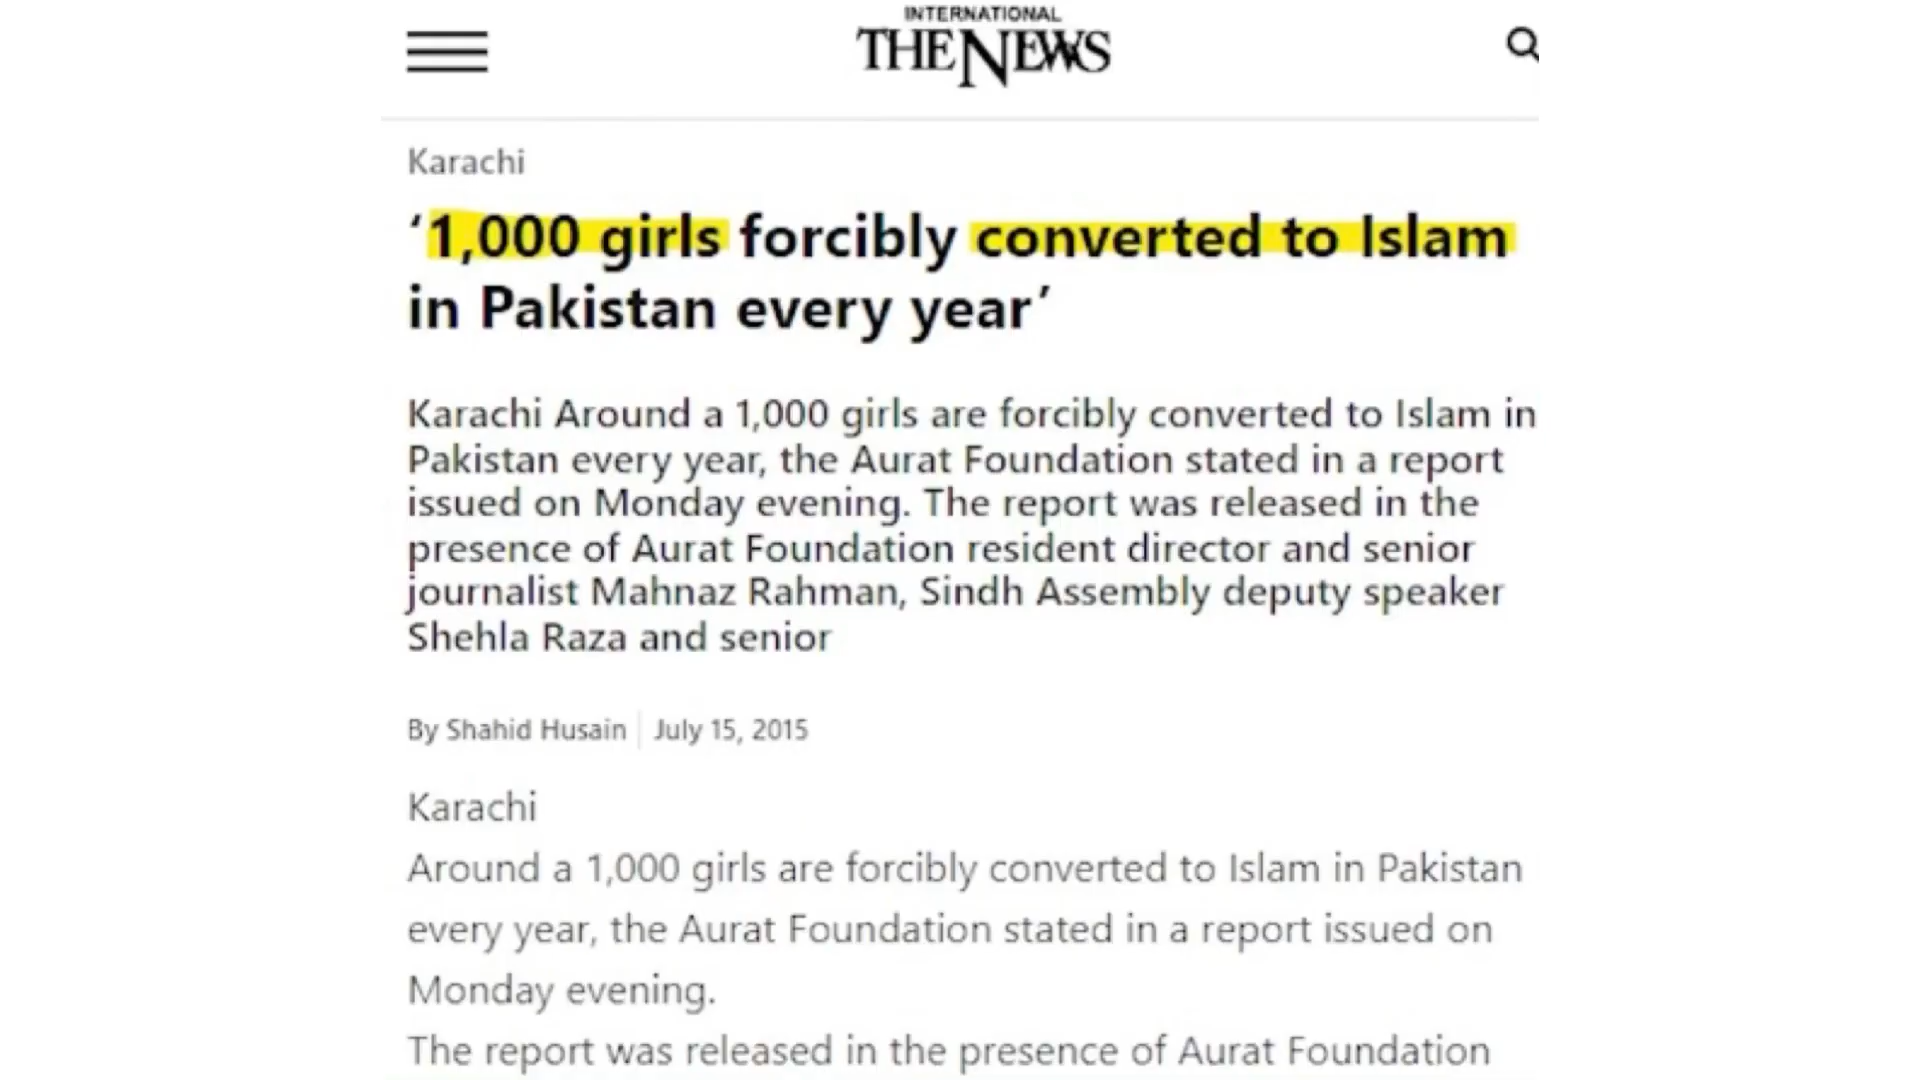 INTERNATIONAL
THE NEWS
Karachi
‘1,000 girls forcibly converted to Islam
in Pakistan every year’
Karachi Around a 1,000 girls are forcibly converted to Islam in
Pakistan every year, the Aurat Foundation stated in a report
issued on Monday evening. The report was released in the
presence of Aurat Foundation resident director and senior
journalist Mahnaz Rahman, Sindh Assembly deputy speaker
Shehla Raza and senior
By Shahid Husain | July 15, 2015
Karachi
Around a 1,000 girls are forcibly converted to Islam in Pakistan
every year, the Aurat Foundation stated in a report issued on
Monday evening.
The report was released in the presence of Aurat Foundation